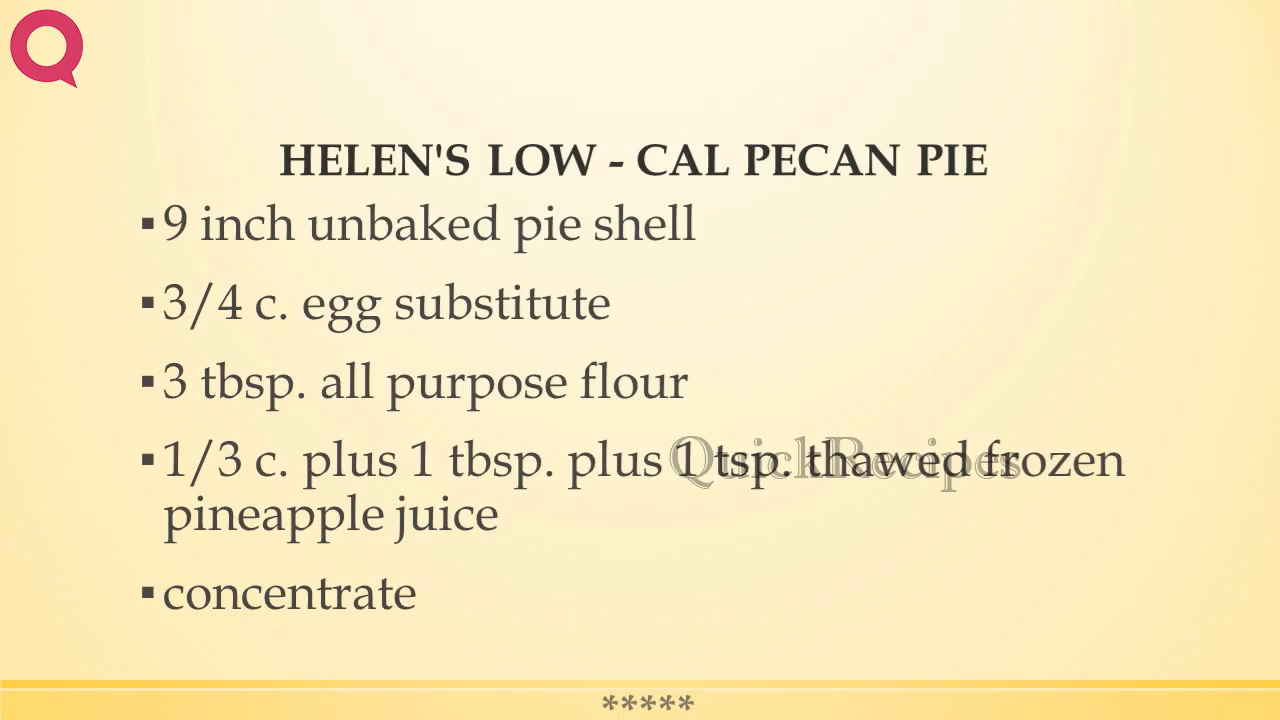 HELEN'S LOW - CAL PECAN PIE
▪ 9 inch unbaked pie shell
▪ 3/4 c. egg substitute
▪ 3 tbsp. all purpose flour
▪ 1/3 c. plus 1 tbsp. plus 1 tsp. thawed frozen
pineapple juice
▪ concentrate
QuickRecipes
*****